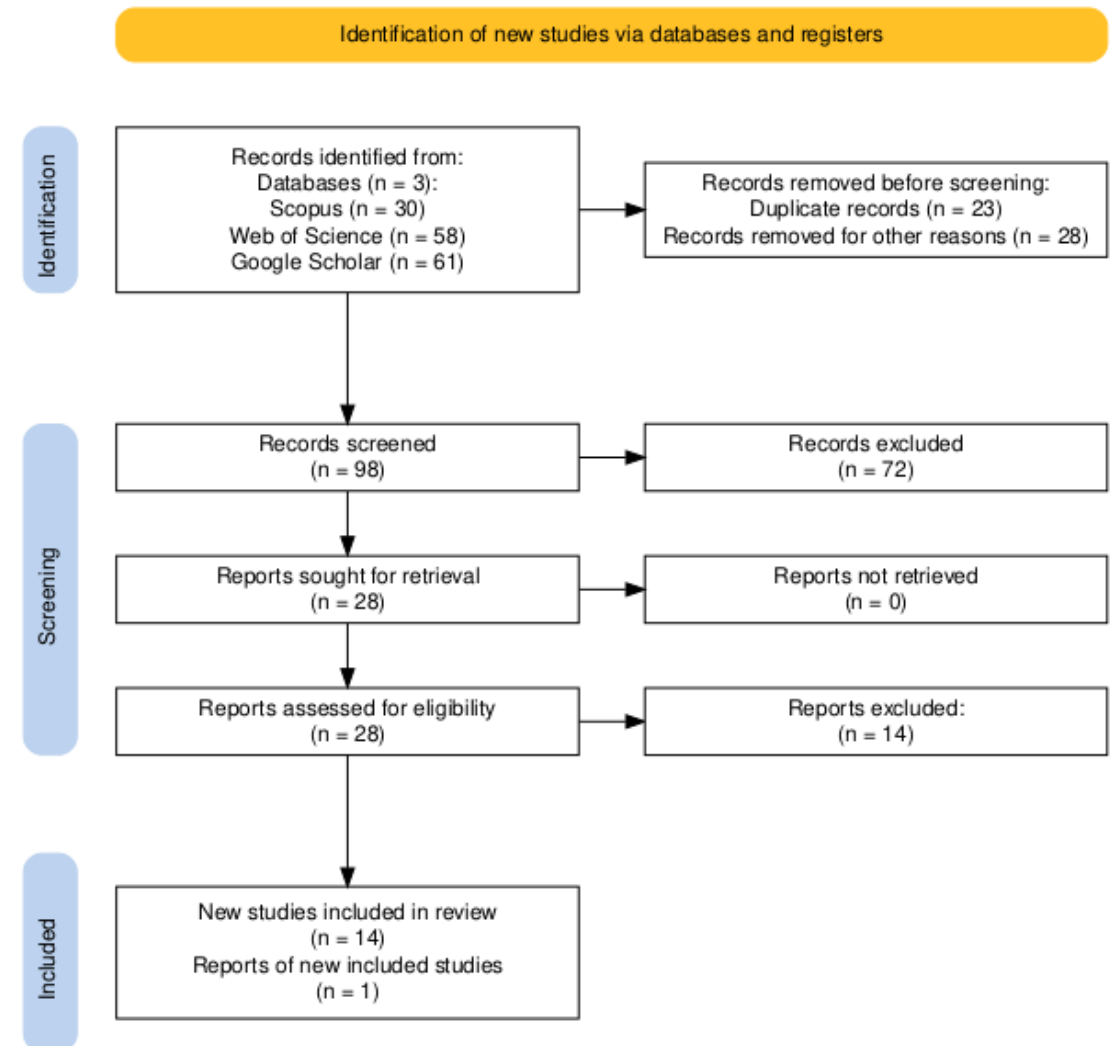 Identification of new studies via databases and registers
Identification
Records identified from:
Databases (n = 3):
Scopus (n = 30)
Web of Science (n = 58)
Google Scholar (n = 61)
Records removed before screening:
Duplicate records (n = 23)
Records removed for other reasons (n = 28)
Screening
Records screened
(n = 98)
Records excluded
(n = 72)
Reports sought for retrieval
(n = 28)
Reports not retrieved
(n = 0)
Reports assessed for eligibility
(n = 28)
Reports excluded:
(n = 14)
Included
New studies included in review
(n = 14)
Reports of new included studies
(n = 1)